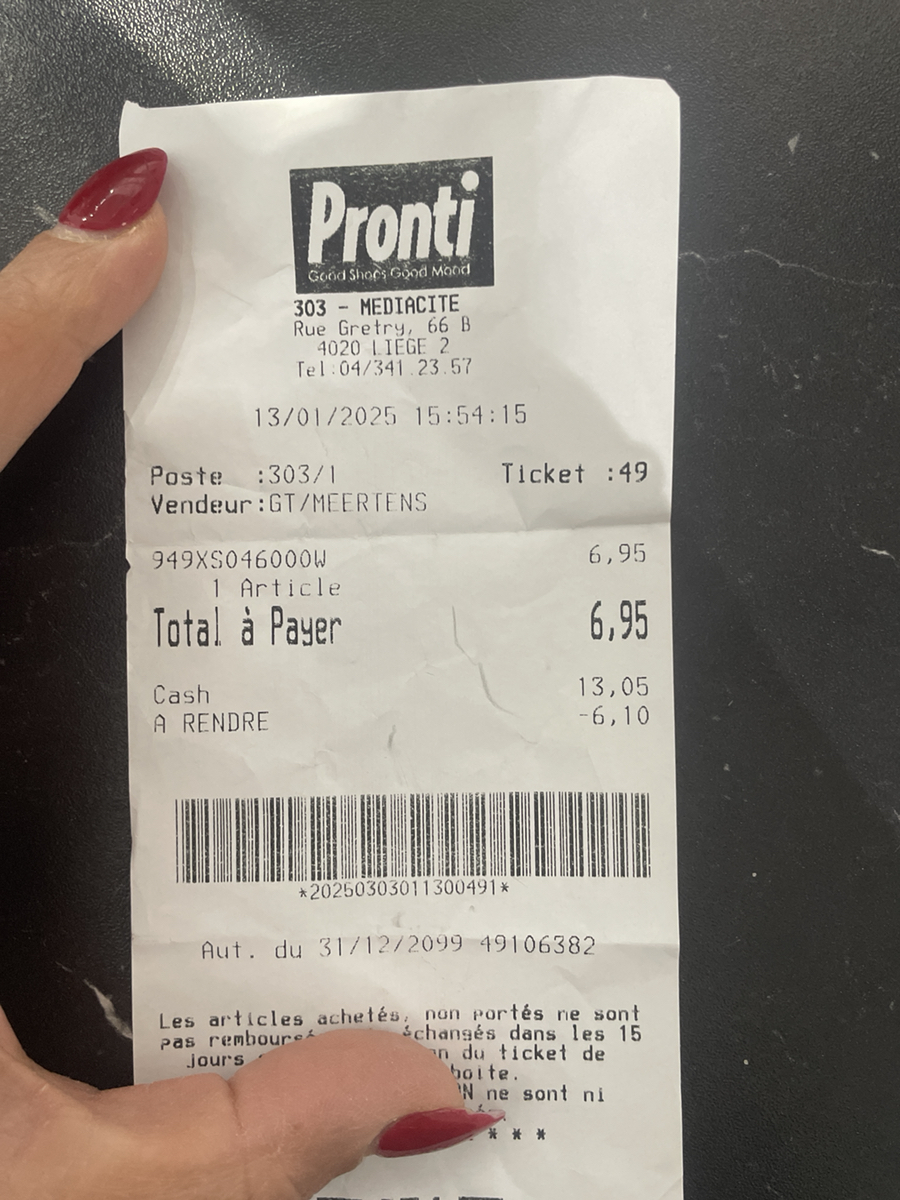 Pronti
Good Shoes Good Mood
303 - MEDIACITE
Rue Gretry, 66 B
4020 LIEGE 2
Tel:04/341.23.57
13/01/2025 15:54:15
Poste :303/1 Ticket :49
Vendeur:GT/MEERTENS
949XS046000W 6,95
1 Article
Total à Payer 6,95
Cash 13,05
A RENDRE -6,10
*20250303011300491*
Aut. du 31/12/2099 49106382
Les articles achetés, non portés ne sont
pas échangés dans les 15
jours du ticket de
boite.
ne sont ni
* * *